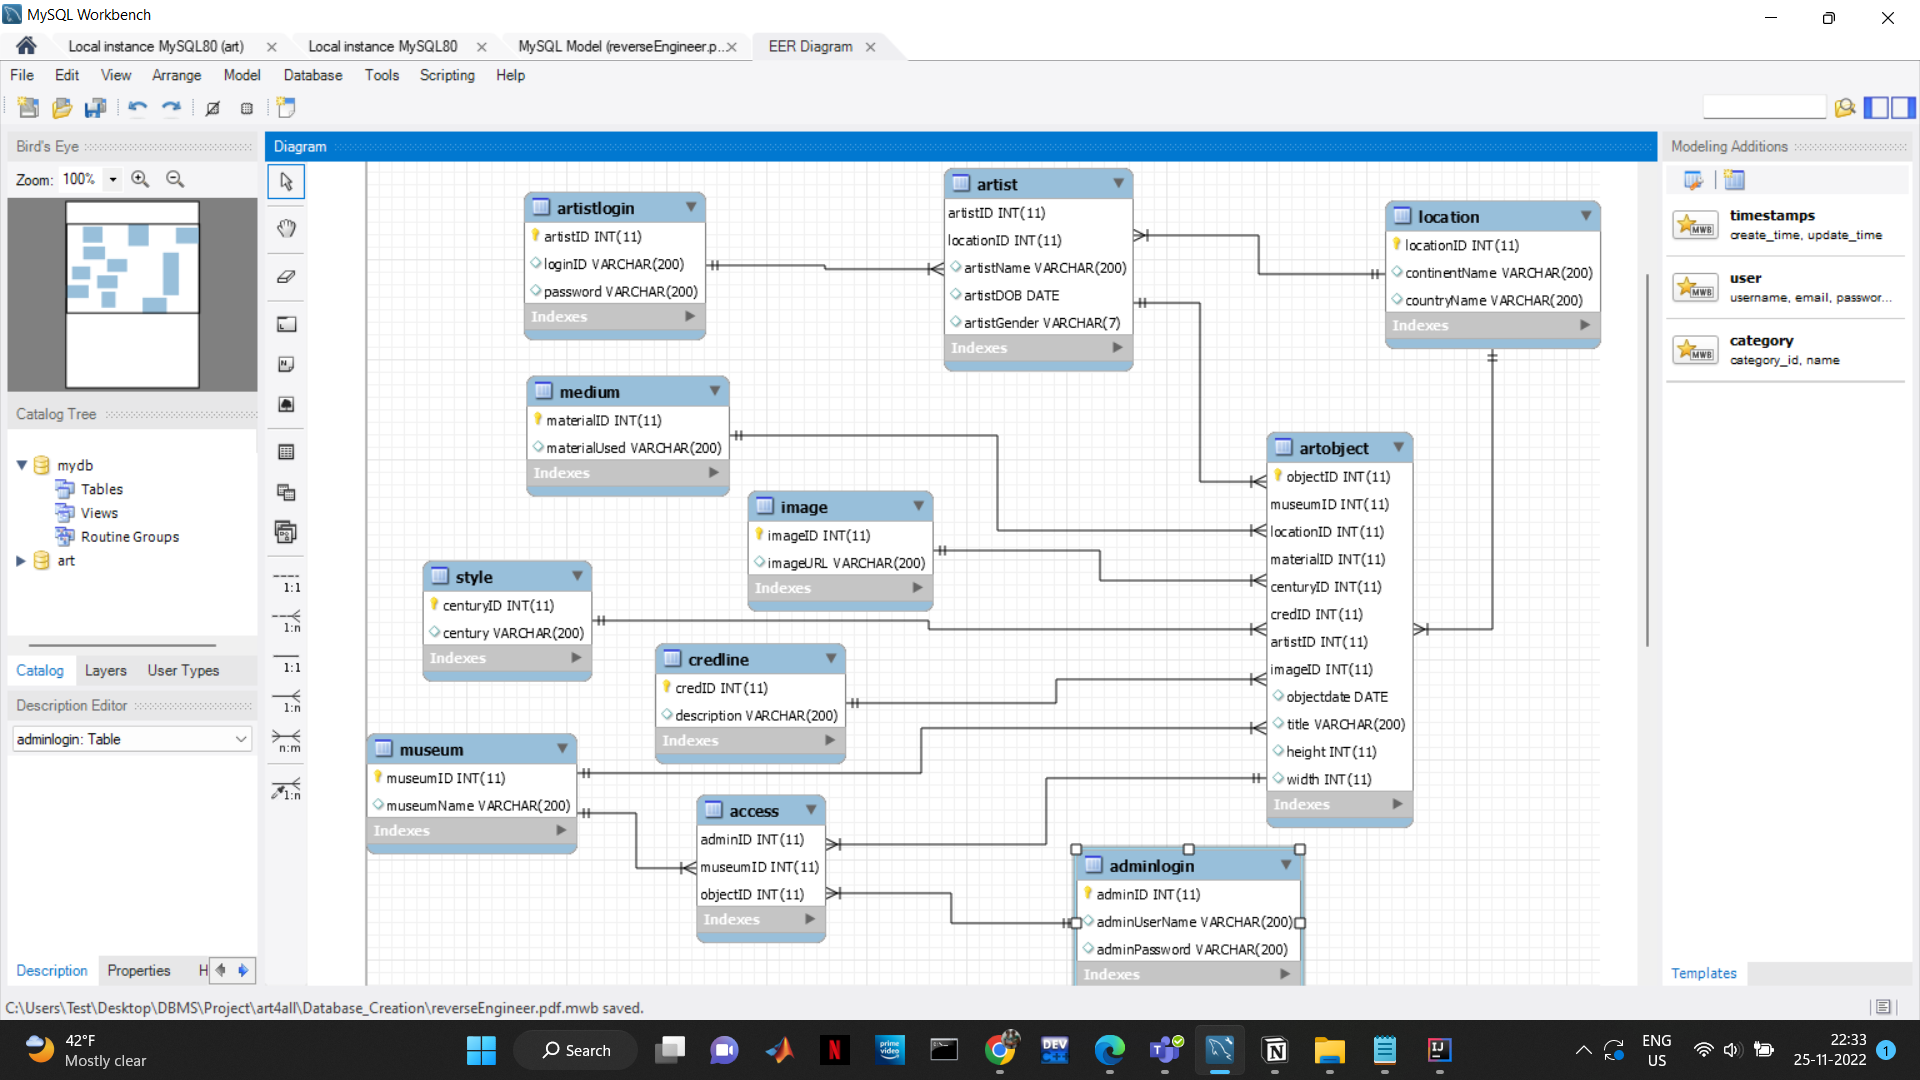 MySQL Workbench
Local instance MySQL80 (art)
Local instance MySQL80
MySQL Model (reverseEngineer.p...
EER Diagram
File Edit View Arrange Model Database Tools Scripting Help
Bird's Eye
Zoom: 100%
Catalog Tree
mydb
Tables
Views
Routine Groups
art
Catalog Layers User Types
Description Editor
adminlogin: Table
Description Properties H
1:1
1:n
1:1
1:n
n:m
1:n
Diagram
artistlogin
artistID INT(11)
loginID VARCHAR(200)
password VARCHAR(200)
Indexes
artist
artistID INT(11)
locationID INT(11)
artistName VARCHAR(200)
artistDOB DATE
artistGender VARCHAR(7)
Indexes
location
locationID INT(11)
continentName VARCHAR(200)
countryName VARCHAR(200)
Indexes
medium
materialID INT(11)
materialUsed VARCHAR(200)
Indexes
image
imageID INT(11)
imageURL VARCHAR(200)
Indexes
artobject
objectID INT(11)
museumID INT(11)
locationID INT(11)
materialID INT(11)
centuryID INT(11)
credID INT(11)
artistID INT(11)
imageID INT(11)
objectdate DATE
title VARCHAR(200)
height INT(11)
width INT(11)
Indexes
style
centuryID INT(11)
century VARCHAR(200)
Indexes
credline
credID INT(11)
description VARCHAR(200)
Indexes
museum
museumID INT(11)
museumName VARCHAR(200)
Indexes
access
adminID INT(11)
museumID INT(11)
objectID INT(11)
Indexes
adminlogin
adminID INT(11)
adminUserName VARCHAR(200)
adminPassword VARCHAR(200)
Indexes
Modeling Additions
MWB
timestamps
create_time, update_time
MWB
user
username, email, passwor...
MWB
category
category_id, name
Templates
C:\Users\Test\Desktop\DBMS\Project\art4all\Database_Creation\reverseEngineer.pdf.mwb saved.
42°F
Mostly clear
Search
N
prime video
DEV
IJ
ENG
US
22:33
25-11-2022
1